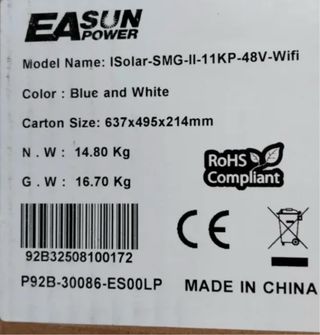 EASUN
POWER
Model Name: ISolar-SMG-II-11KP-48V-Wifi
Color : Blue and White
Carton Size: 637x495x214mm
N . W : 14.80 Kg
G . W : 16.70 Kg
RoHS
Compliant
CE
92B32508100172
P92B-30086-ES00LP MADE IN CHINA